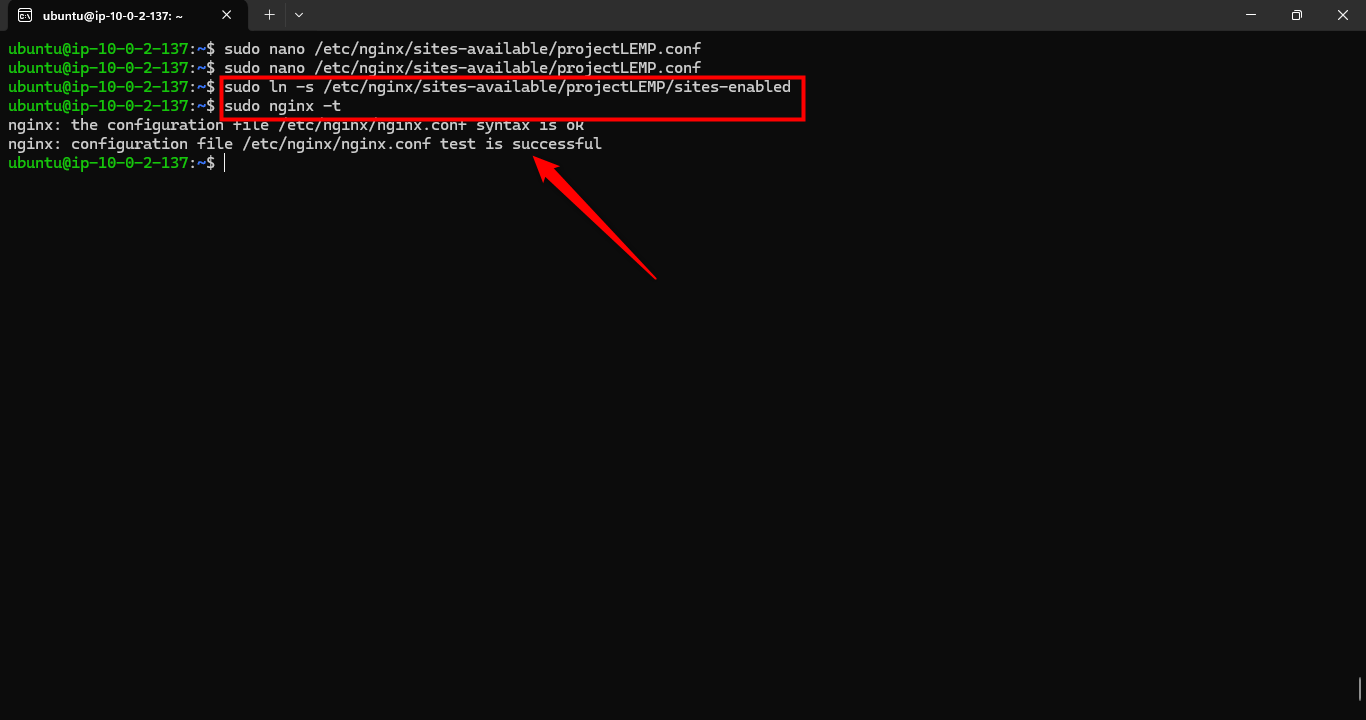 ubuntu@ip-10-0-2-137: ~
ubuntu@ip-10-0-2-137:~$ sudo nano /etc/nginx/sites-available/projectLEMP.conf
ubuntu@ip-10-0-2-137:~$ sudo nano /etc/nginx/sites-available/projectLEMP.conf
ubuntu@ip-10-0-2-137:~$ sudo ln -s /etc/nginx/sites-available/projectLEMP/sites-enabled
ubuntu@ip-10-0-2-137:~$ sudo nginx -t
nginx: the configuration file /etc/nginx/nginx.conf syntax is ok
nginx: configuration file /etc/nginx/nginx.conf test is successful
ubuntu@ip-10-0-2-137:~$